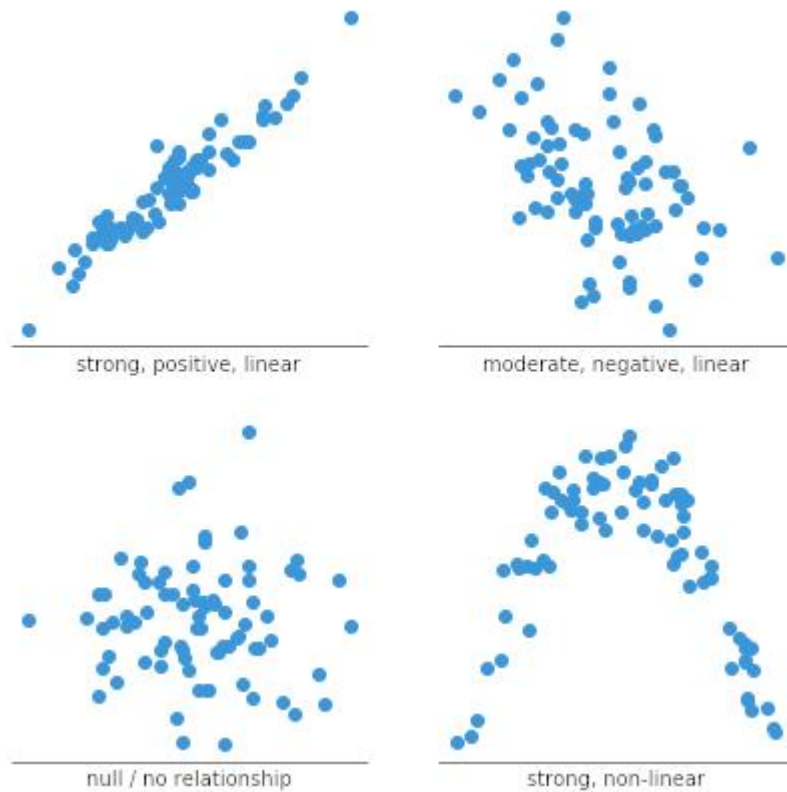 strong, positive, linear
moderate, negative, linear
null / no relationship
strong, non-linear